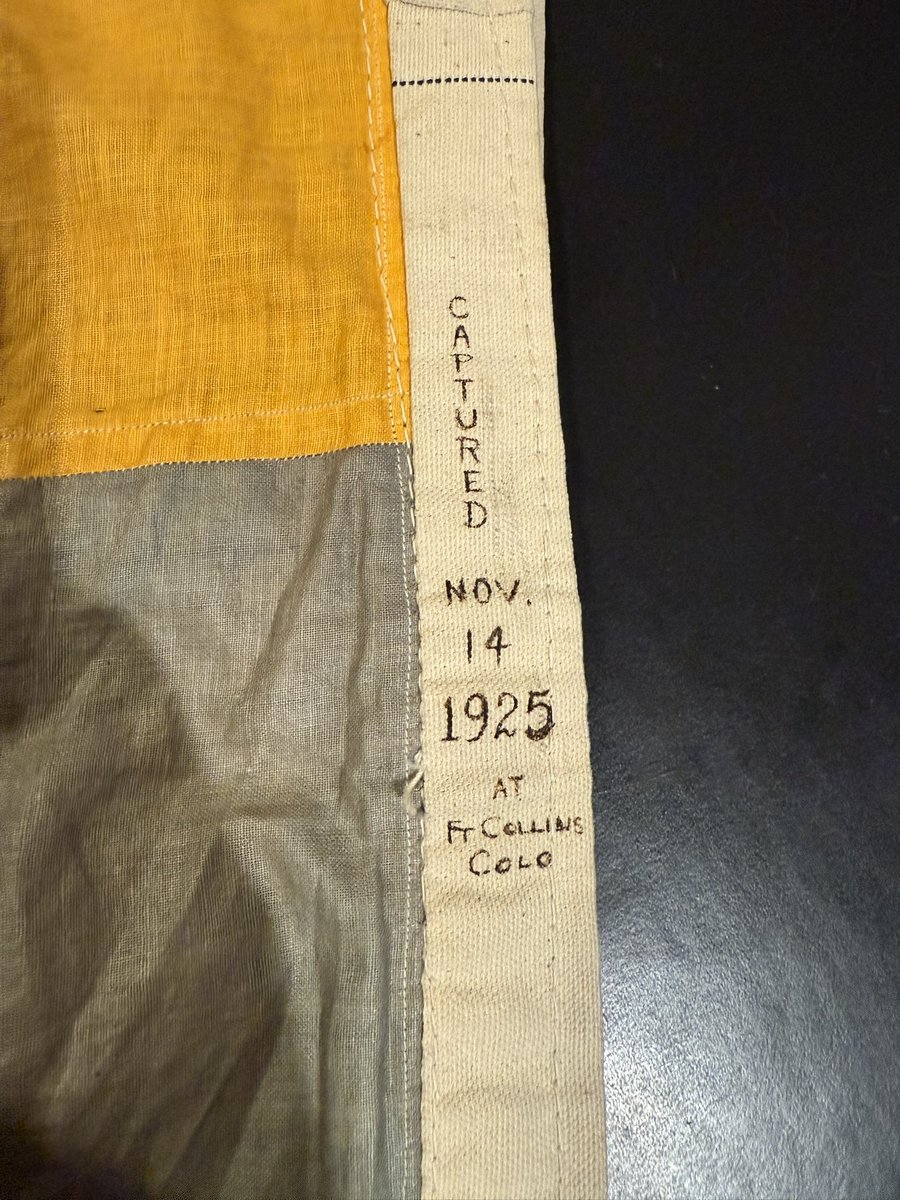 CAPTURED
NOV.
14
1925
AT
FT COLLINS
COLO